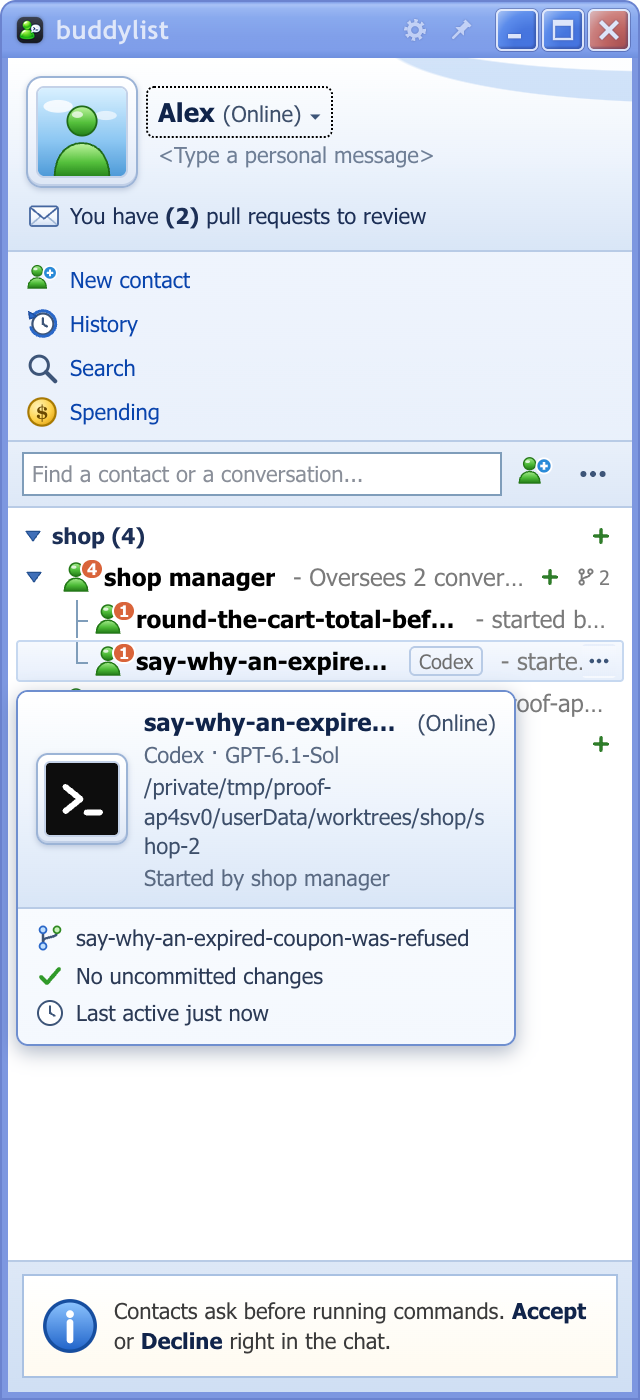 buddylist
Alex (Online)
<Type a personal message>
You have (2) pull requests to review
New contact
History
Search
$ Spending
Find a contact or a conversation...
shop (4)
4 shop manager - Oversees 2 conver... 2
1 round-the-cart-total-bef... - started b...
1 say-why-an-expire... Codex - starte.
oof-ap...
say-why-an-expire... (Online)
Codex · GPT-6.1-Sol
/private/tmp/proof-
ap4sv0/userData/worktrees/shop/s
hop-2
Started by shop manager
say-why-an-expired-coupon-was-refused
No uncommitted changes
Last active just now
Contacts ask before running commands. Accept
or Decline right in the chat.